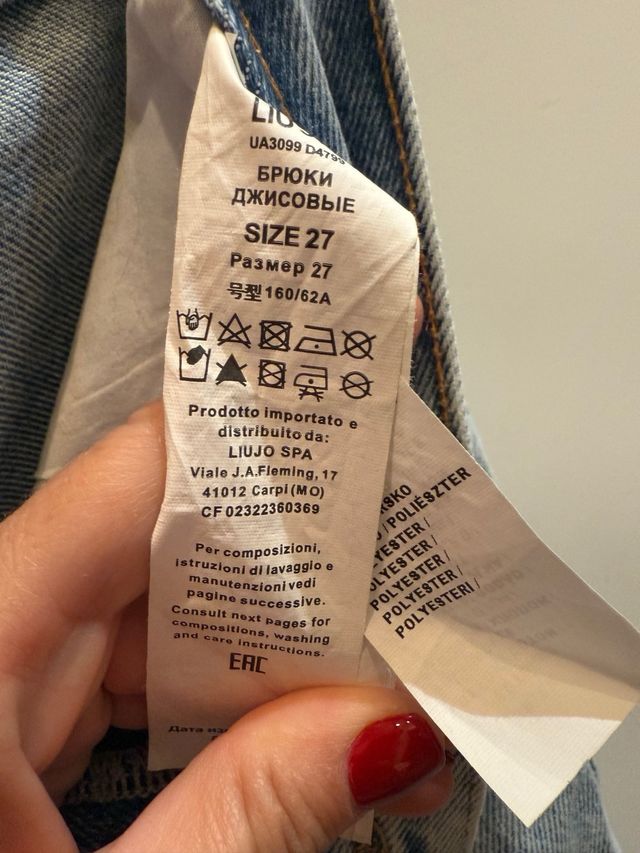 UA3099 D4799
БРЮКИ
ДЖИСОВЫЕ
SIZE 27
Размер 27
号型 160/62A
Prodotto importato e
distribuito da:
LIUJO SPA
Viale J.A.Fleming, 17
41012 Carpi (MO)
CF 02322360369
Per composizioni,
istruzioni di lavaggio e
manutenzioni vedi
pagine successive.
Consult next pages for
compositions, washing
and care instructions.
EAC
Дата
/POLIÉSZTER
POLYESTER/
POLYESTER/
POLYESTER/
POLYESTERI/